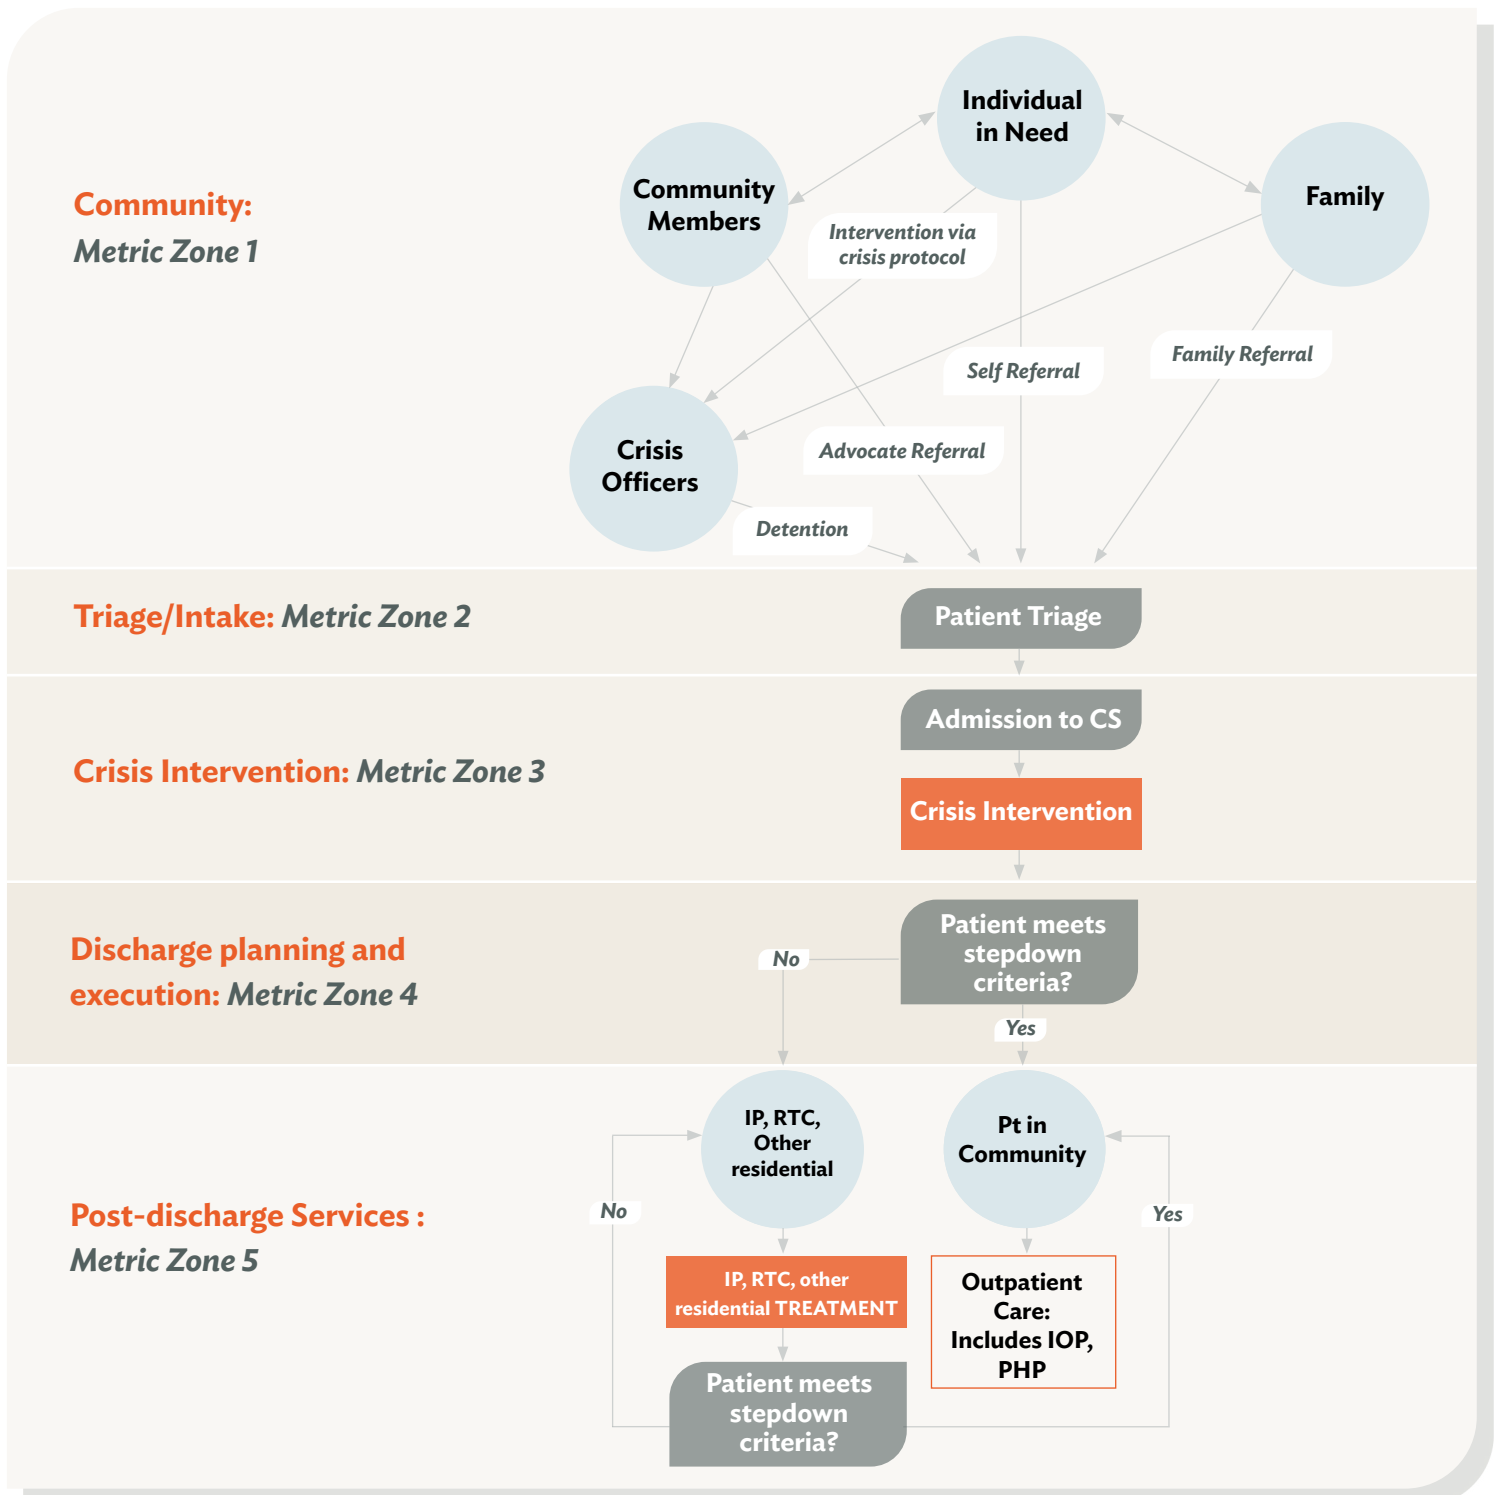 Individual
in Need
Community
Members
Family
Community:
Metric Zone 1
Intervention via
crisis protocol
Self Referral
Family Referral
Crisis
Officers
Advocate Referral
Detention
Triage/Intake: Metric Zone 2
Patient Triage
Admission to CS
Crisis Intervention: Metric Zone 3
Crisis Intervention
Discharge planning and
execution: Metric Zone 4
Patient meets
stepdown
criteria?
No
Yes
IP, RTC,
Other
residential
Pt in
Community
Post-discharge Services :
Metric Zone 5
No
Yes
IP, RTC, other
residential TREATMENT
Outpatient
Care:
Includes IOP,
PHP
Patient meets
stepdown
criteria?